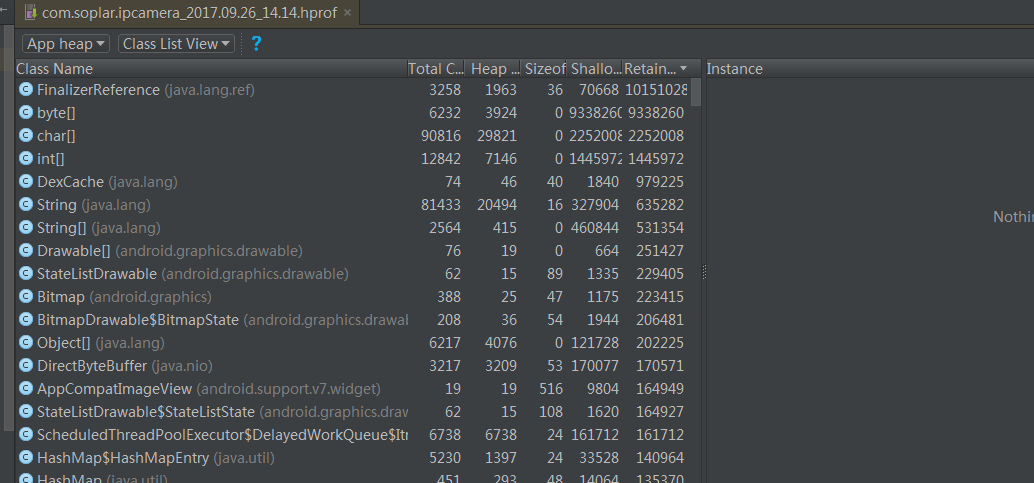 com.soplar.ipcamera_2017.09.26_14.14.hprof
App heap Class List View ?
Class Name Total C... Heap ... Sizeof Shallo... Retain... Instance
FinalizerReference (java.lang.ref) 3258 1963 36 70668 10151028
byte[] 6232 3924 0 9338260 9338260
char[] 90816 29821 0 2252008 2252008
int[] 12842 7146 0 1445972 1445972
DexCache (java.lang) 74 46 40 1840 979225
String (java.lang) 81433 20494 16 327904 635282
String[] (java.lang) 2564 415 0 460844 531354
Drawable[] (android.graphics.drawable) 76 19 0 664 251427
StateListDrawable (android.graphics.drawable) 62 15 89 1335 229405
Bitmap (android.graphics) 388 25 47 1175 223415
BitmapDrawable$BitmapState (android.graphics.drawal 208 36 54 1944 206481
Object[] (java.lang) 6217 4076 0 121728 202225
DirectByteBuffer (java.nio) 3217 3209 53 170077 170571
AppCompatImageView (android.support.v7.widget) 19 19 516 9804 164949
StateListDrawable$StateListState (android.graphics.draw 62 15 108 1620 164927
ScheduledThreadPoolExecutor$DelayedWorkQueue$Itr 6738 6738 24 161712 161712
HashMap$HashMapEntry (java.util) 5230 1397 24 33528 140964
HashMap (java.util) 451 293 48 14064 135370
Nothin